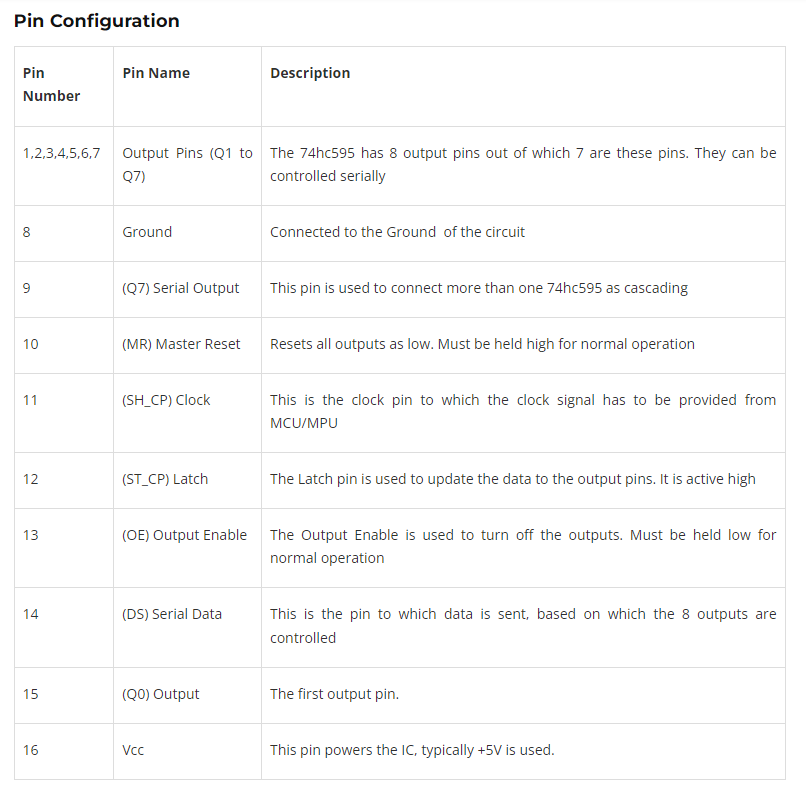 Pin Configuration
Pin
Number
Pin Name
Description
1,2,3,4,5,6,7
Output Pins (Q1 to
Q7)
The 74hc595 has 8 output pins out of which 7 are these pins. They can be
controlled serially
8
Ground
Connected to the Ground of the circuit
9
(Q7) Serial Output
This pin is used to connect more than one 74hc595 as cascading
10
(MR) Master Reset
Resets all outputs as low. Must be held high for normal operation
11
(SH_CP) Clock
This is the clock pin to which the clock signal has to be provided from
MCU/MPU
12
(ST_CP) Latch
The Latch pin is used to update the data to the output pins. It is active high
13
(OE) Output Enable
The Output Enable is used to turn off the outputs. Must be held low for
normal operation
14
(DS) Serial Data
This is the pin to which data is sent, based on which the 8 outputs are
controlled
15
(Q0) Output
The first output pin.
16
Vcc
This pin powers the IC, typically +5V is used.